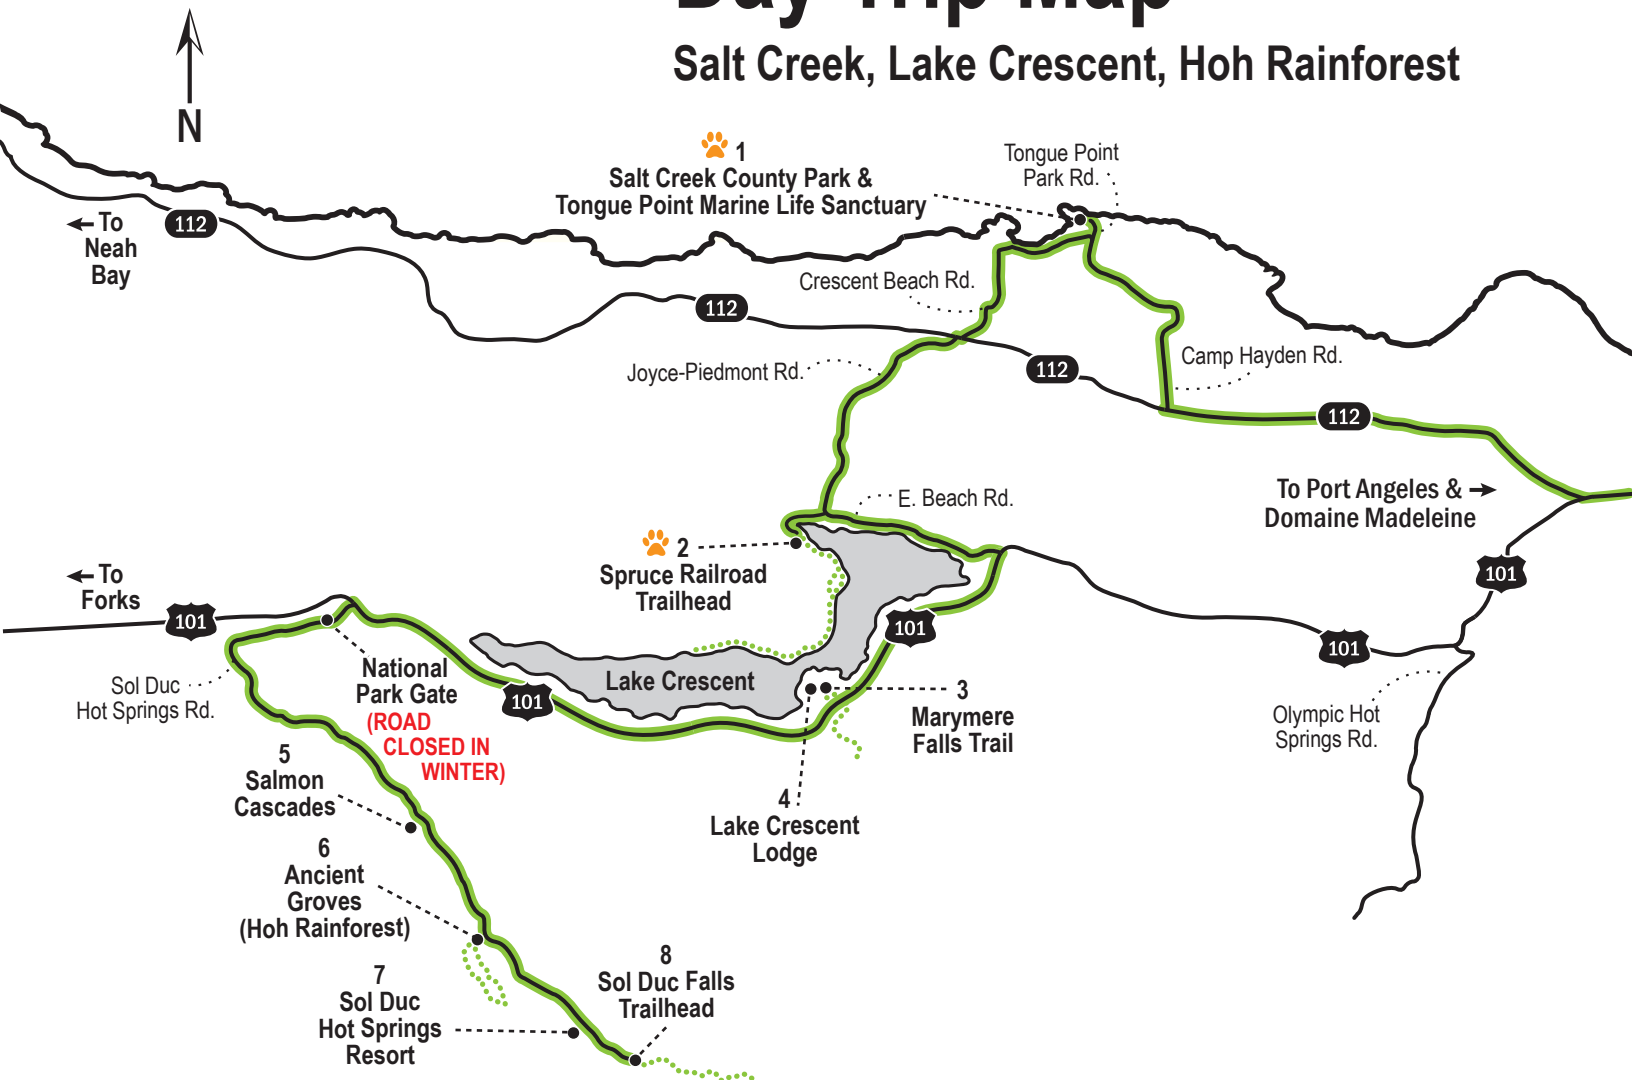 Day Trip Map
Salt Creek, Lake Crescent, Hoh Rainforest
N
1
Salt Creek County Park &
Tongue Point Marine Life Sanctuary
Tongue Point
Park Rd.
112
To
Neah
Bay
Crescent Beach Rd.
112
Joyce-Piedmont Rd.
112
Camp Hayden Rd.
112
To Port Angeles &
Domaine Madeleine
E. Beach Rd.
2
Spruce Railroad
Trailhead
101
To
Forks
101
101
101
National
Park Gate
(ROAD
CLOSED IN
WINTER)
Sol Duc
Hot Springs Rd.
101
Lake Crescent
3
Marymere
Falls Trail
Olympic Hot
Springs Rd.
4
Lake Crescent
Lodge
5
Salmon
Cascades
6
Ancient
Groves
(Hoh Rainforest)
7
Sol Duc
Hot Springs
Resort
8
Sol Duc Falls
Trailhead